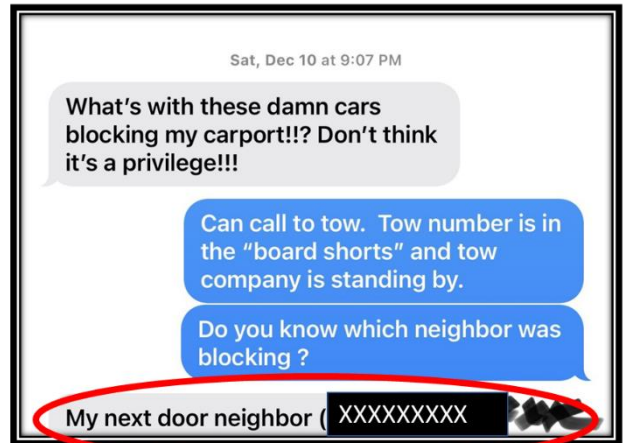 Sat, Dec 10 at 9:07 PM
What's with these damn cars
blocking my carport!!? Don't think
it's a privilege!!!
Can call to tow.  Tow number is in
the “board shorts” and tow
company is standing by.
Do you know which neighbor was
blocking ?
My next door neighbor ( XXXXXXXXX